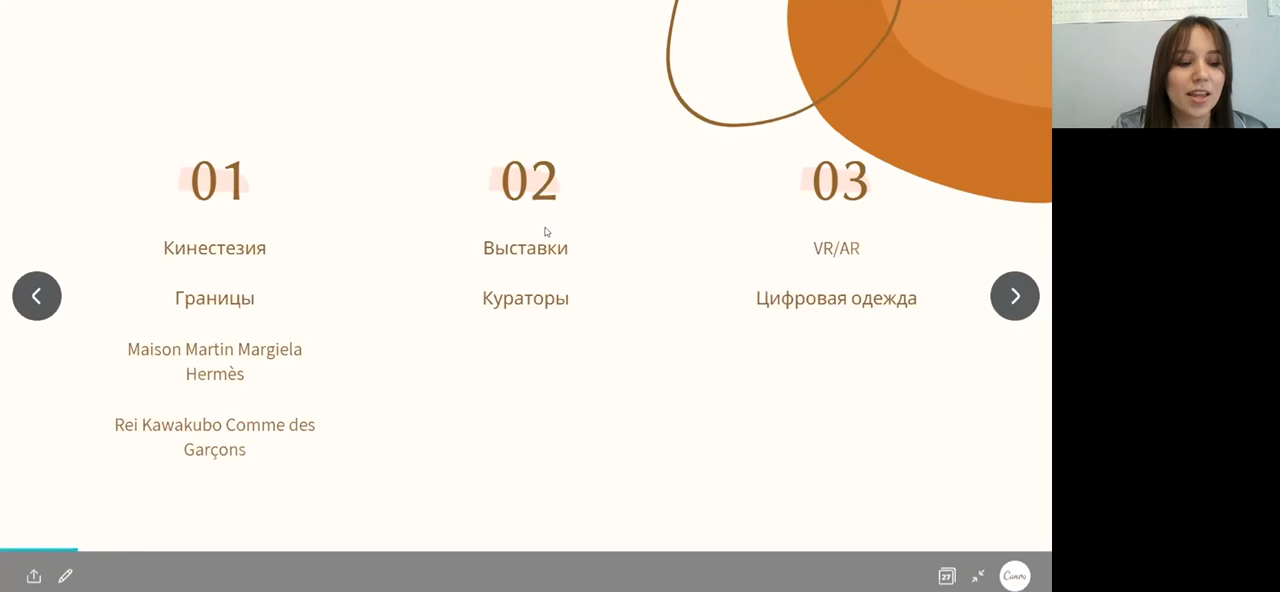 01
Кинестезия
Границы
Maison Martin Margiela
Hermès
Rei Kawakubo Comme des
Garçons
02
Выставки
Кураторы
03
VR/AR
Цифровая одежда
27
Canva